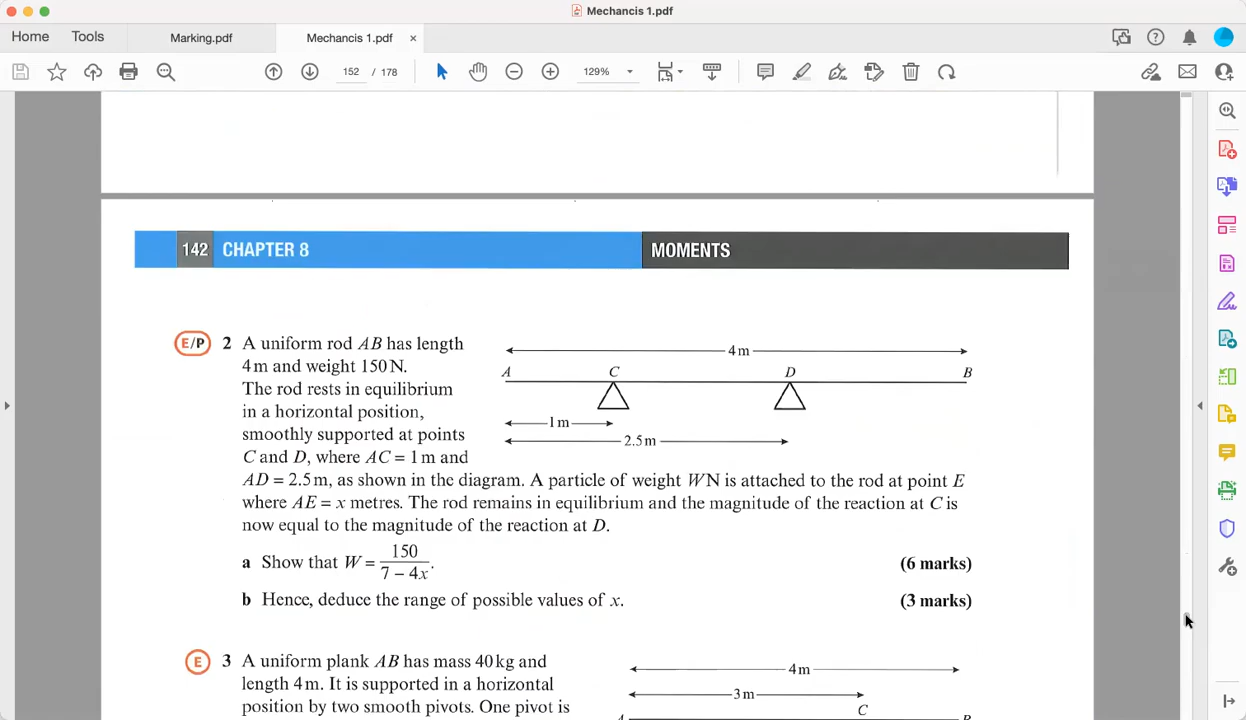 Mechancis 1.pdf
Home Tools Marking.pdf Mechancis 1.pdf ×
152 / 178 129%
142 CHAPTER 8 MOMENTS
E/P 2 A uniform rod AB has length
4 m and weight 150 N.
The rod rests in equilibrium
in a horizontal position,
smoothly supported at points
C and D, where AC = 1 m and
4 m
A C D B
1 m
2.5 m
AD = 2.5 m, as shown in the diagram. A particle of weight W N is attached to the rod at point E
where AE = x metres. The rod remains in equilibrium and the magnitude of the reaction at C is
now equal to the magnitude of the reaction at D.
a Show that W = 150 / (7 − 4x). (6 marks)
b Hence, deduce the range of possible values of x. (3 marks)
E 3 A uniform plank AB has mass 40 kg and
length 4 m. It is supported in a horizontal
position by two smooth pivots. One pivot is
4 m
3 m
C
A B